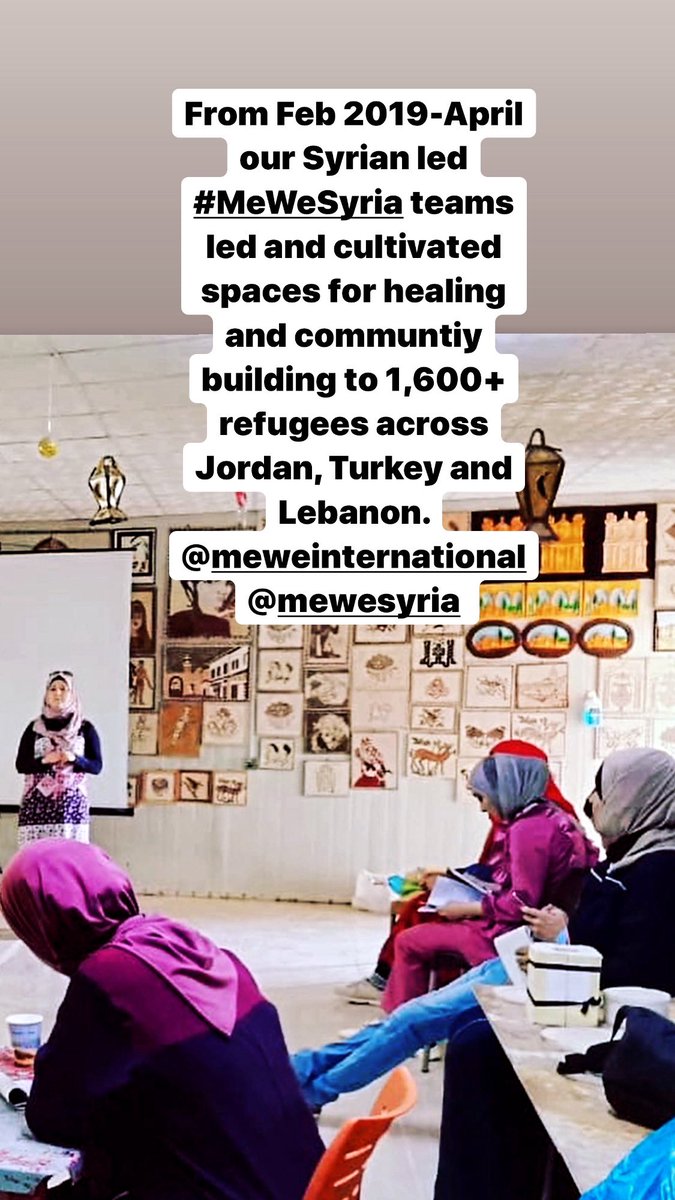 From Feb 2019-April
our Syrian led
#MeWeSyria teams
led and cultivated
spaces for healing
and communtiy
building to 1,600+
refugees across
Jordan, Turkey and
Lebanon.
@meweinternational
@mewesyria